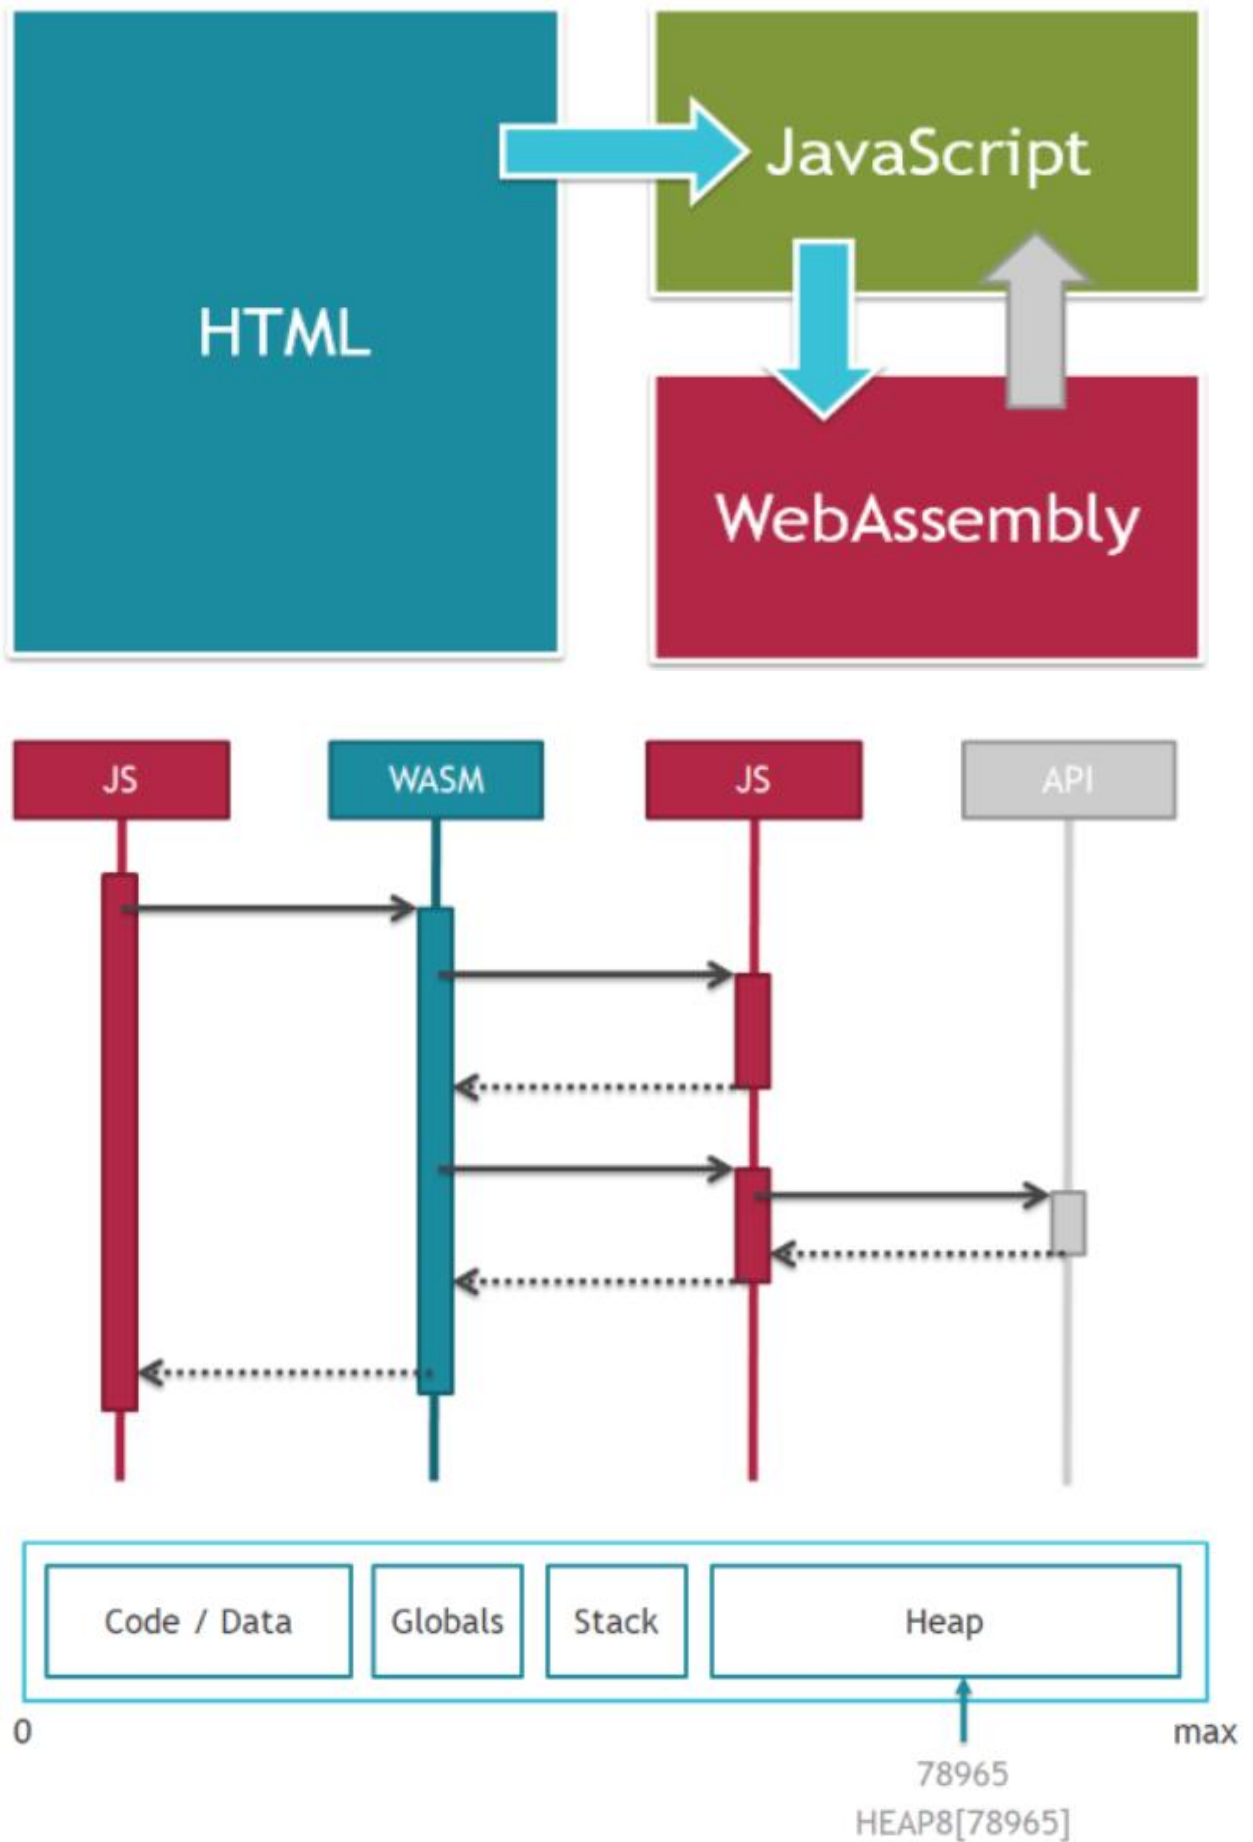 HTML
JavaScript
WebAssembly
JS
WASM
JS
API
Code / Data
Globals
Stack
Heap
0
max
78965
HEAP8[78965]